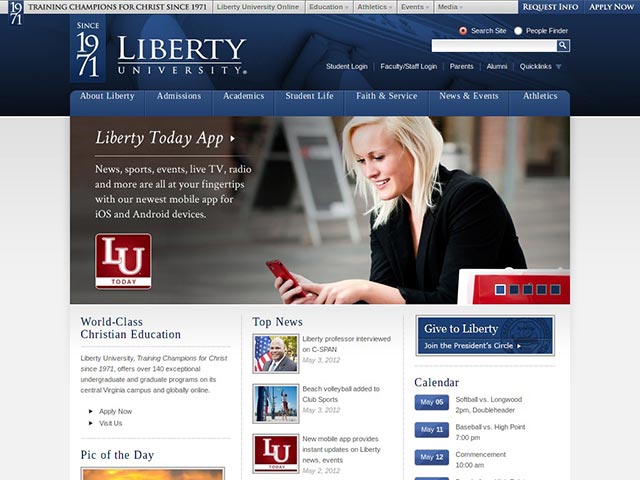 SINCE
1971
TRAINING CHAMPIONS FOR CHRIST SINCE 1971
Liberty University Online
Education
Athletics
Events
Media
REQUEST INFO
APPLY NOW
SINCE
1971
LIBERTY
UNIVERSITY®
Search Site
People Finder
Student Login
Faculty/Staff Login
Parents
Alumni
Quicklinks
About Liberty
Admissions
Academics
Student Life
Faith & Service
News & Events
Athletics
Liberty Today App
News, sports, events, live TV, radio
and more are all at your fingertips
with our newest mobile app for
iOS and Android devices.
LU
TODAY
World-Class
Christian Education
Liberty University, Training Champions for Christ
since 1971, offers over 140 exceptional
undergraduate and graduate programs on its
central Virginia campus and globally online.
Apply Now
Visit Us
Pic of the Day
Top News
Liberty professor interviewed
on C-SPAN
May 3, 2012
Beach volleyball added to
Club Sports
May 3, 2012
LU
TODAY
New mobile app provides
instant updates on Liberty
news, events
May 2, 2012
Give to Liberty
Join the President's Circle
Calendar
May 05
Softball vs. Longwood
2pm, Doubleheader
May 11
Baseball vs. High Point
7:00 pm
May 12
Commencement
10:00 am